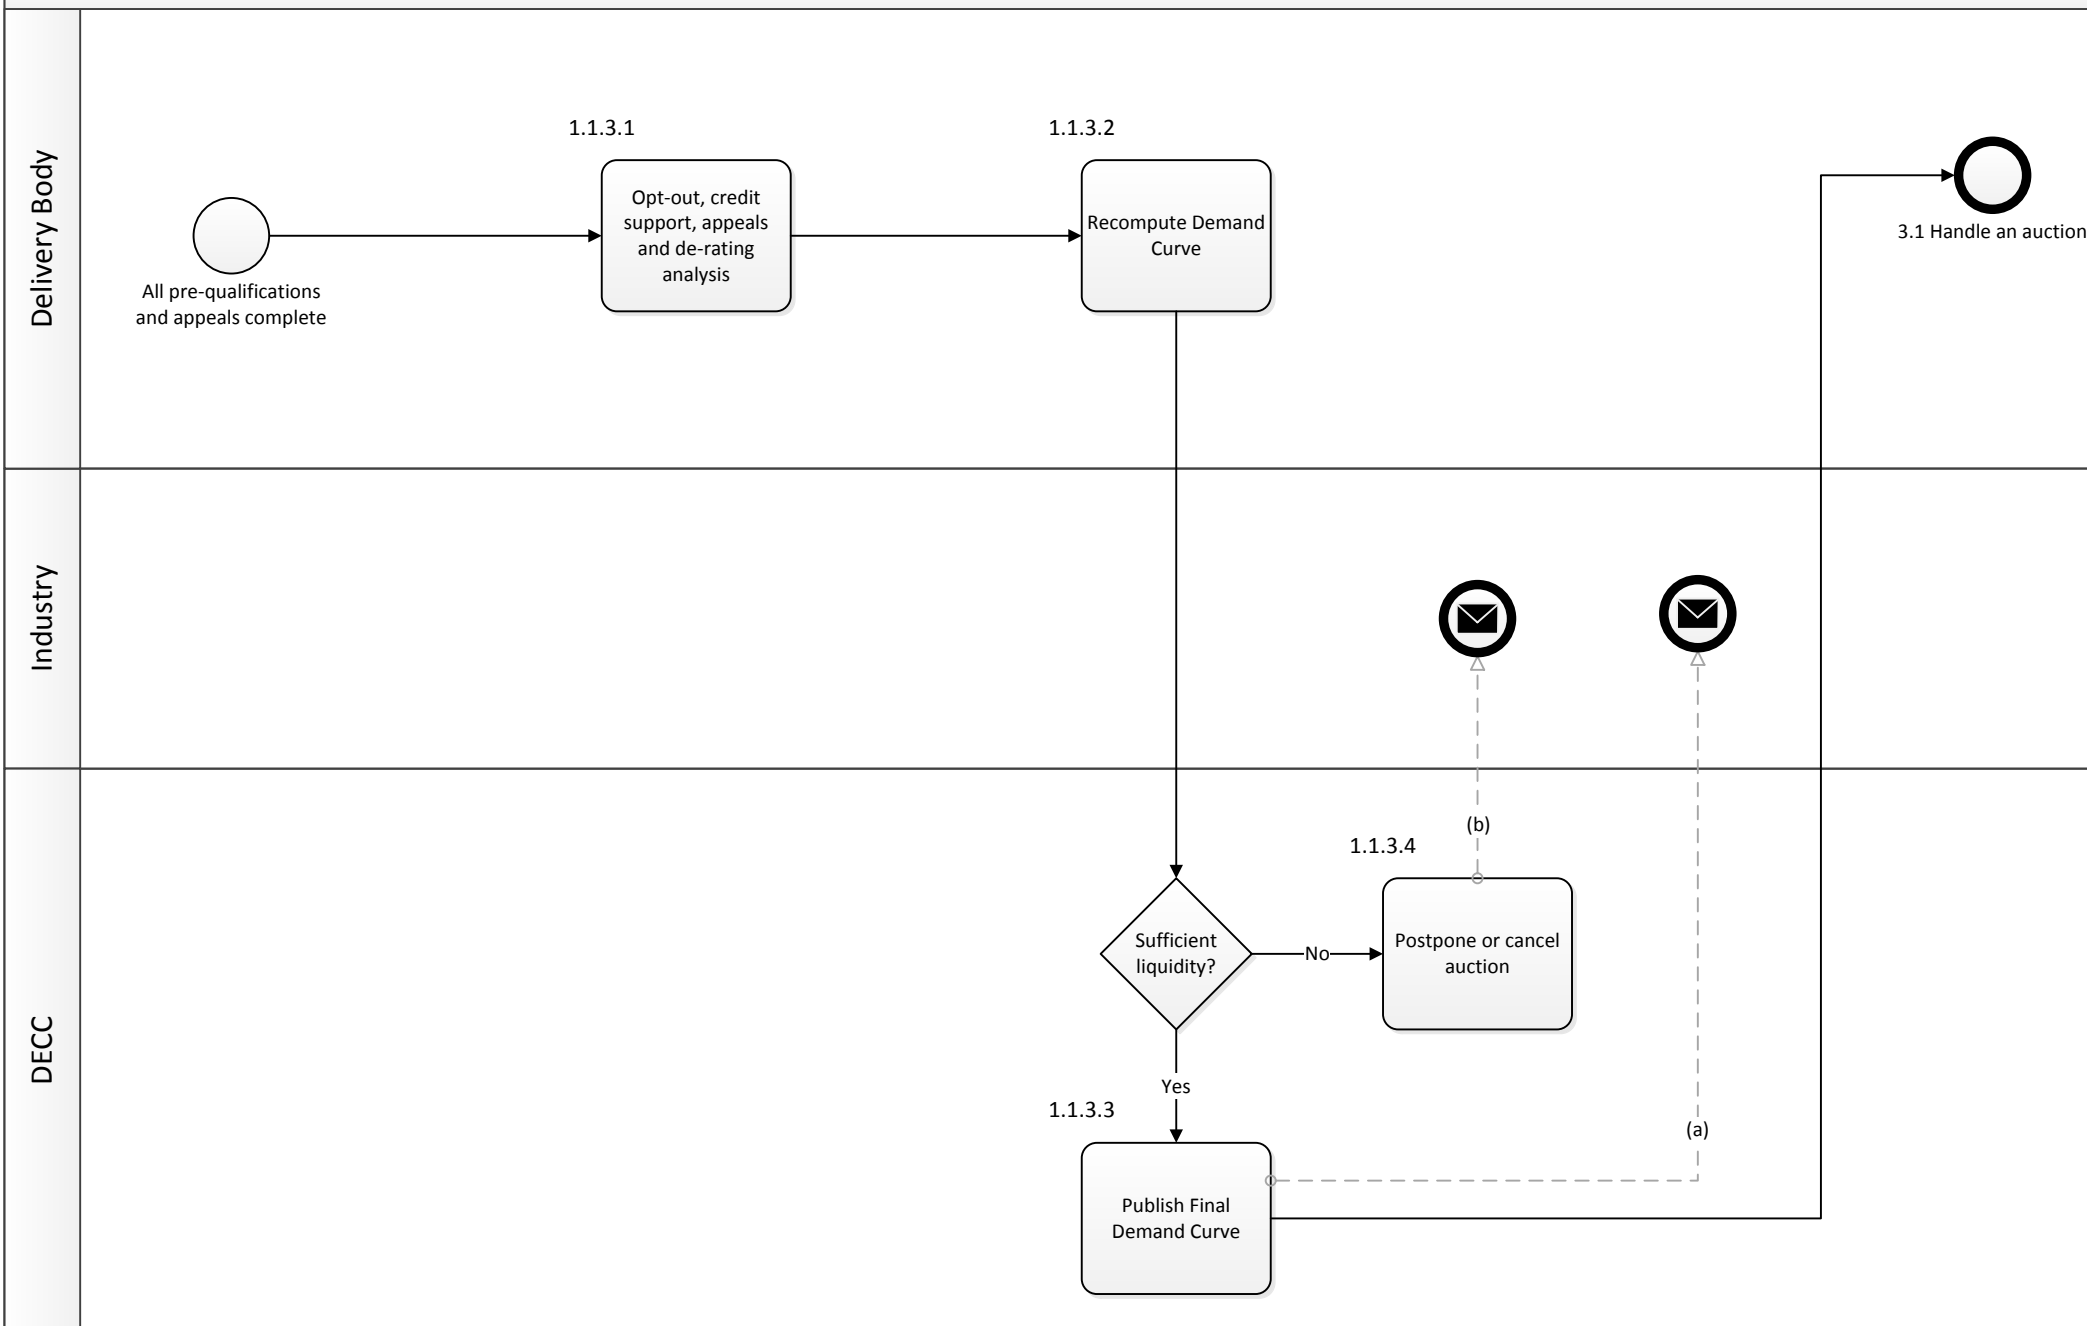 Delivery Body
1.1.3.1
1.1.3.2
Opt-out, credit
support, appeals
and de-rating
analysis
Recompute Demand
Curve
All pre-qualifications
and appeals complete
3.1 Handle an auction
Industry
DECC
(b)
1.1.3.4
Sufficient
liquidity?
No
Postpone or cancel
auction
Yes
1.1.3.3
(a)
Publish Final
Demand Curve